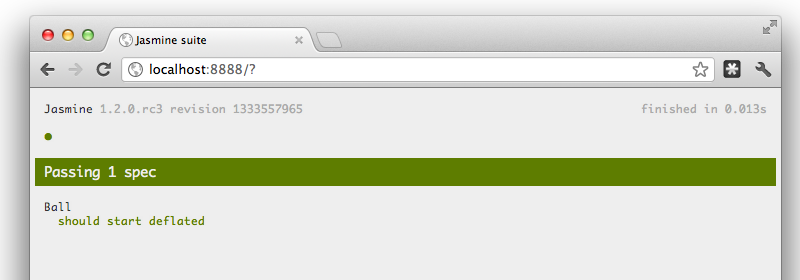 Jasmine suite
localhost:8888/?
Jasmine 1.2.0.rc3 revision 1333557965 finished in 0.013s
Passing 1 spec
Ball
should start deflated